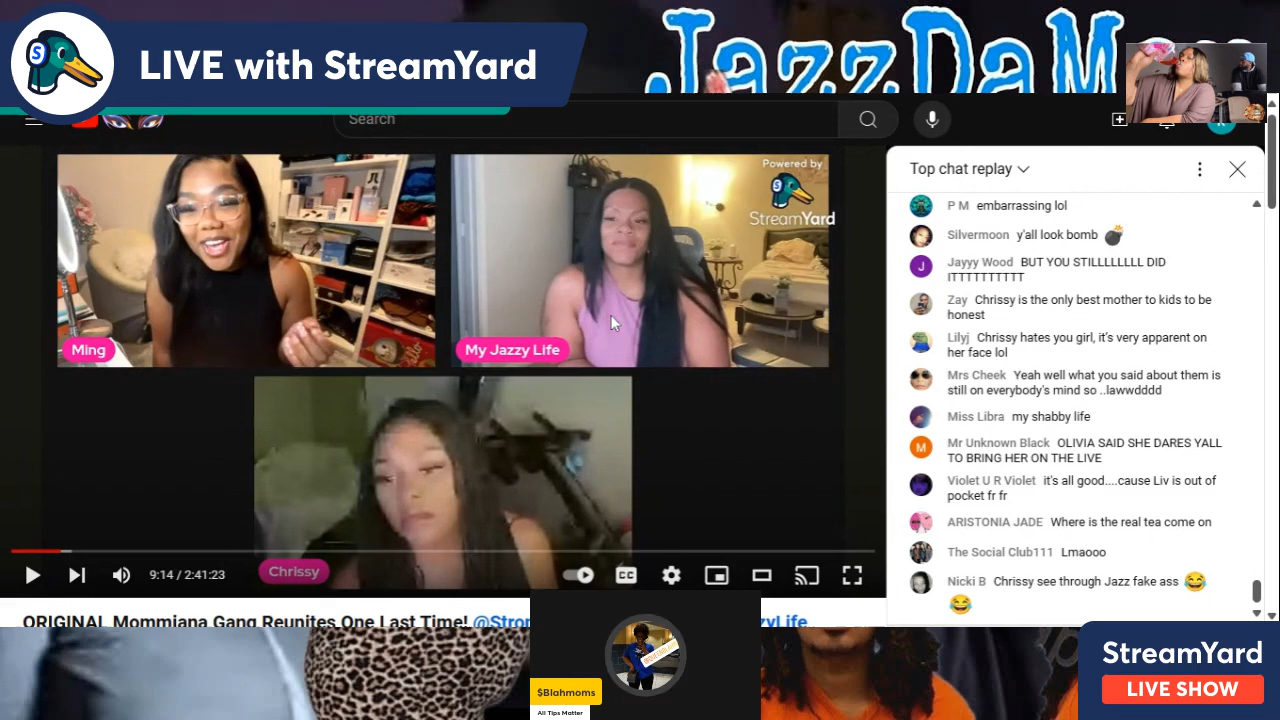 LIVE with StreamYard
JazzDaM
Search
Powered by
StreamYard
Ming
My Jazzy Life
Chrissy
9:14 / 2:41:23
CC
Top chat replay
P M embarrassing lol
Silvermoon y'all look bomb
J
Jayyy Wood BUT YOU STILLLLLLLL DID
ITTTTTTTTTT
Zay Chrissy is the only best mother to kids to be
honest
Lilyj Chrissy hates you girl, it's very apparent on
her face lol
Mrs Cheek Yeah well what you said about them is
still on everybody's mind so ..lawwdddd
Miss Libra my shabby life
M
Mr Unknown Black OLIVIA SAID SHE DARES YALL
TO BRING HER ON THE LIVE
Violet U R Violet it's all good....cause Liv is out of
pocket fr fr
ARISTONIA JADE Where is the real tea come on
The Social Club111 Lmaooo
Nicki B Chrissy see through Jazz fake ass
ORIGINAL Mommiana Gang Reunites One Last Time! @Stron
zyLife
$Blahmoms
All Tips Matter
StreamYard
LIVE SHOW